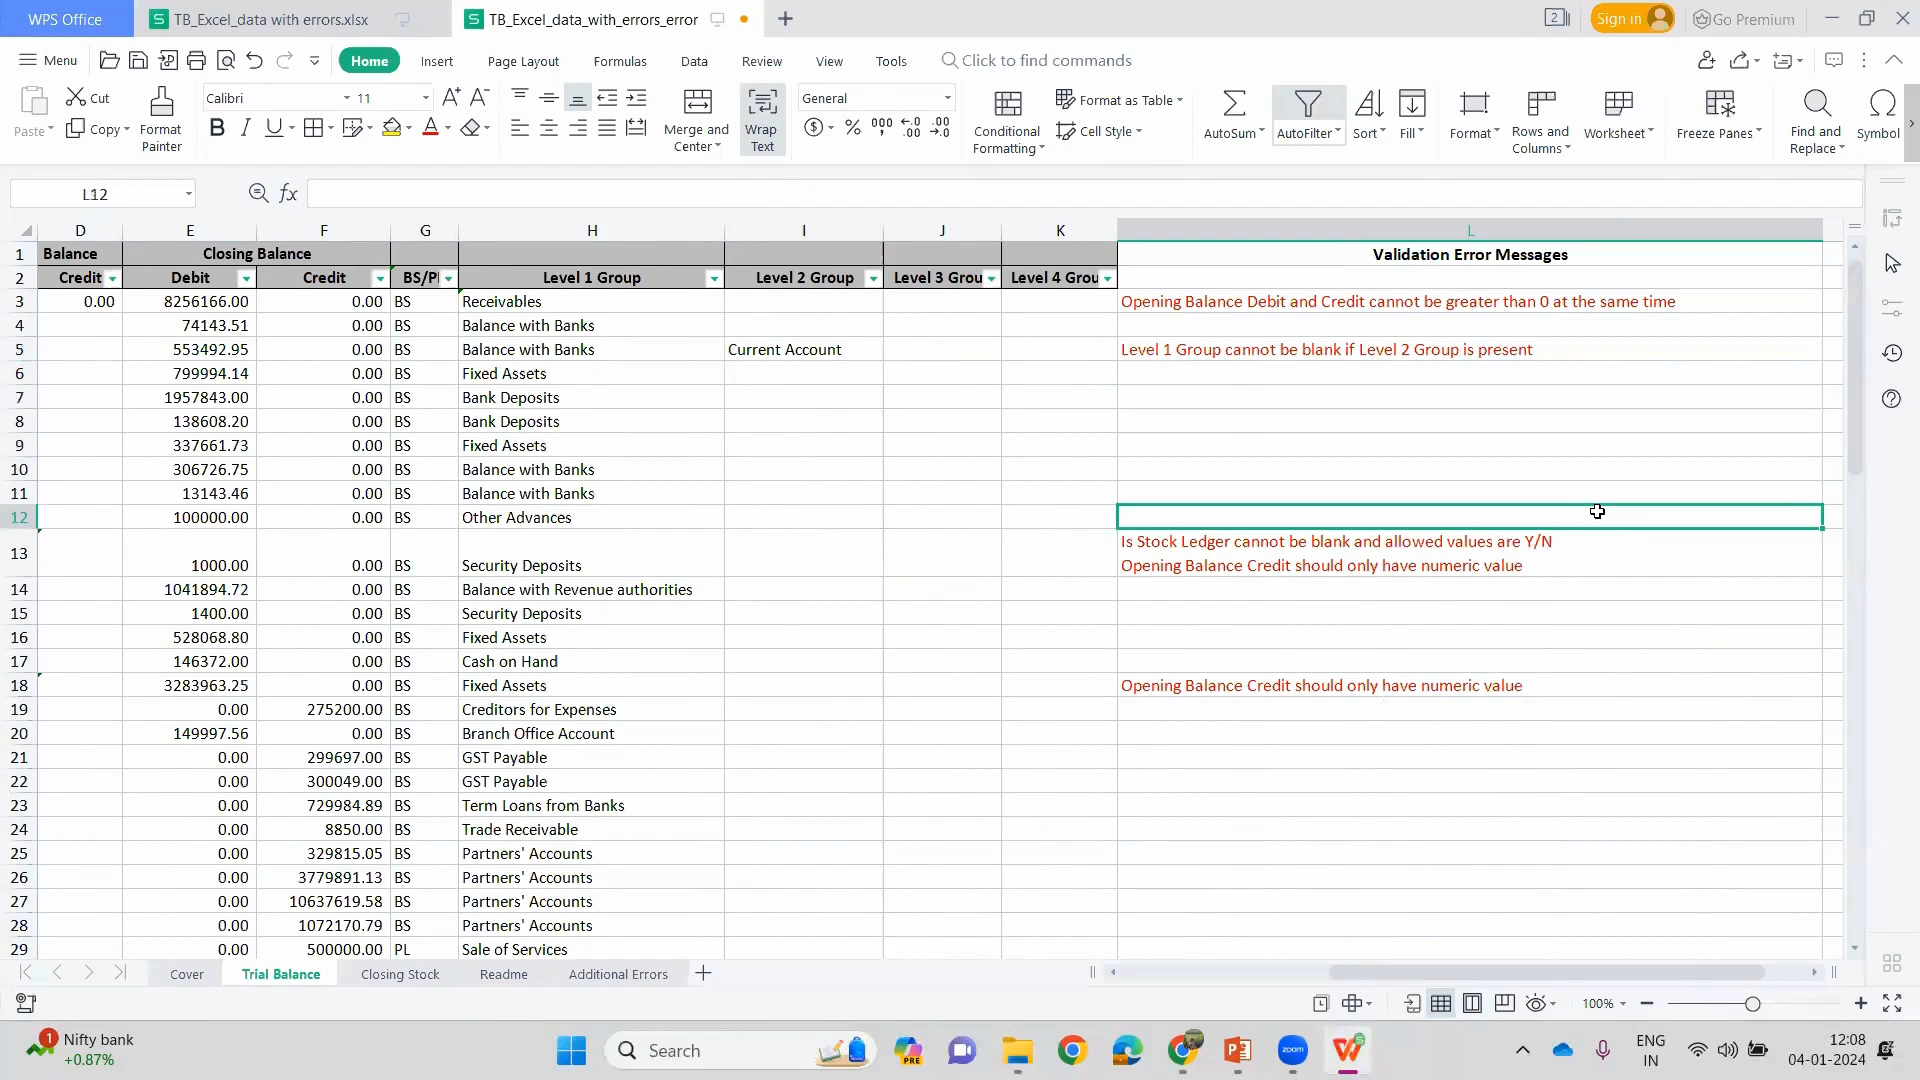 WPS Office TB_Excel_data with errors.xlsx TB_Excel_data_with_errors_error 2 Sign in Go Premium
Menu Home Insert Page Layout Formulas Data Review View Tools Click to find commands
Paste Cut Copy Format Painter Calibri 11 Merge and Center Wrap Text General Conditional Formatting Format as Table Cell Style AutoSum AutoFilter Sort Fill Format Rows and Columns Worksheet Freeze Panes Find and Replace Symbol
L12 fx
D E F G H I J K L
1 Balance Closing Balance Validation Error Messages
2 Credit Debit Credit BS/Pl Level 1 Group Level 2 Group Level 3 Grou Level 4 Grou
3 0.00 8256166.00 0.00 BS Receivables Opening Balance Debit and Credit cannot be greater than 0 at the same time
4 74143.51 0.00 BS Balance with Banks
5 553492.95 0.00 BS Balance with Banks Current Account Level 1 Group cannot be blank if Level 2 Group is present
6 799994.14 0.00 BS Fixed Assets
7 1957843.00 0.00 BS Bank Deposits
8 138608.20 0.00 BS Bank Deposits
9 337661.73 0.00 BS Fixed Assets
10 306726.75 0.00 BS Balance with Banks
11 13143.46 0.00 BS Balance with Banks
12 100000.00 0.00 BS Other Advances
Is Stock Ledger cannot be blank and allowed values are Y/N
13 1000.00 0.00 BS Security Deposits Opening Balance Credit should only have numeric value
14 1041894.72 0.00 BS Balance with Revenue authorities
15 1400.00 0.00 BS Security Deposits
16 528068.80 0.00 BS Fixed Assets
17 146372.00 0.00 BS Cash on Hand
18 3283963.25 0.00 BS Fixed Assets Opening Balance Credit should only have numeric value
19 0.00 275200.00 BS Creditors for Expenses
20 149997.56 0.00 BS Branch Office Account
21 0.00 299697.00 BS GST Payable
22 0.00 300049.00 BS GST Payable
23 0.00 729984.89 BS Term Loans from Banks
24 0.00 8850.00 BS Trade Receivable
25 0.00 329815.05 BS Partners' Accounts
26 0.00 3779891.13 BS Partners' Accounts
27 0.00 10637619.58 BS Partners' Accounts
28 0.00 1072170.79 BS Partners' Accounts
29 0.00 500000.00 PL Sale of Services
Cover Trial Balance Closing Stock Readme Additional Errors
100%
1 Nifty bank +0.87% Search PRE zoom ENG IN 12:08 04-01-2024